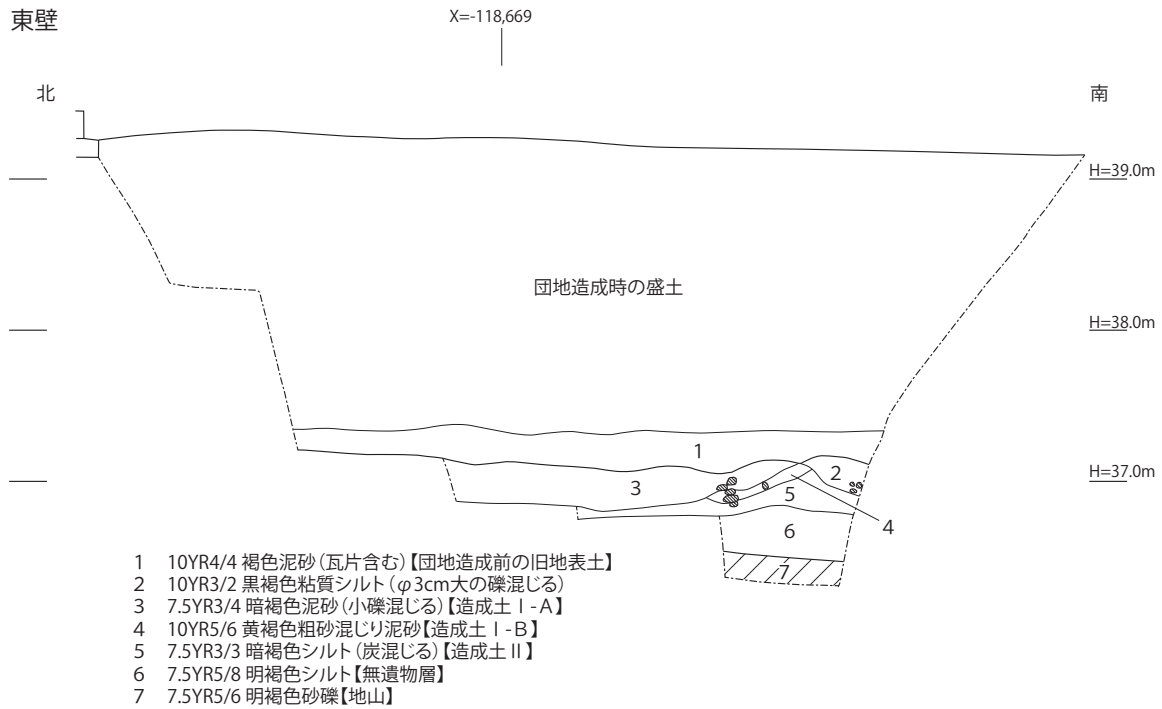 東壁
X=-118,669
北
南
H=39.0m
団地造成時の盛土
H=38.0m
1
2
H=37.0m
3
5
4
6
7
1 10YR4/4 褐色泥砂(瓦片含む)【団地造成前の旧地表土】
2 10YR3/2 黒褐色粘質シルト(φ3cm大の礫混じる)
3 7.5YR3/4 暗褐色泥砂(小礫混じる)【造成土Ⅰ-A】
4 10YR5/6 黄褐色粗砂混じり泥砂【造成土Ⅰ-B】
5 7.5YR3/3 暗褐色シルト(炭混じる)【造成土Ⅱ】
6 7.5YR5/8 明褐色シルト【無遺物層】
7 7.5YR5/6 明褐色砂礫【地山】